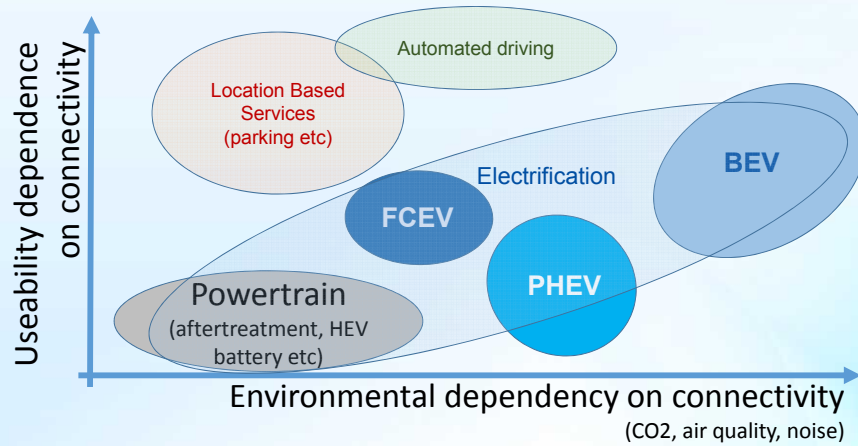 Useability dependence
on connectivity
Automated driving
Location Based
Services
(parking etc)
BEV
Electrification
FCEV
PHEV
Powertrain
(aftertreatment, HEV
battery etc)
Environmental dependency on connectivity
(CO2, air quality, noise)